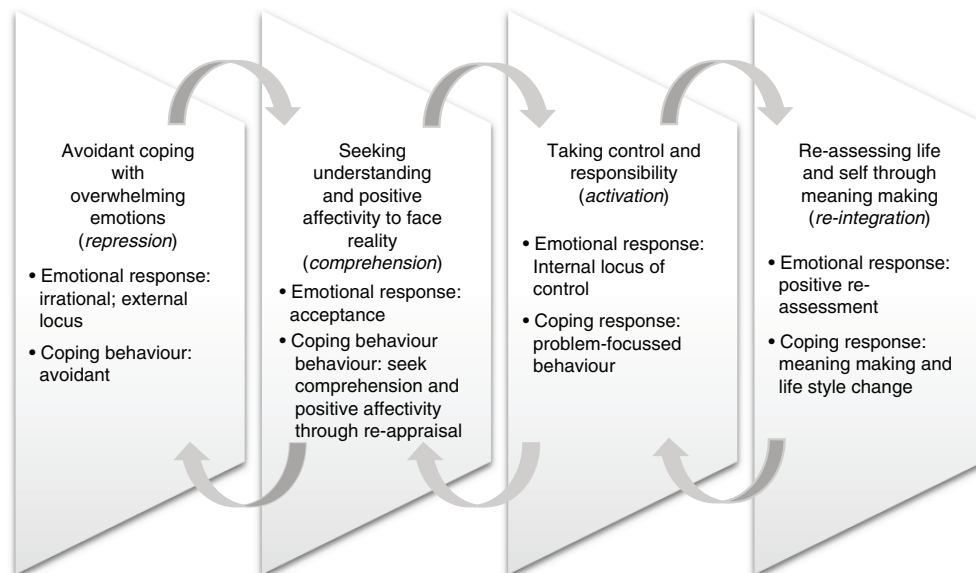 Avoidant coping
with
overwhelming
emotions
(repression)
• Emotional response:
irrational; external
locus
• Coping behaviour:
avoidant
Seeking
understanding
and positive
affectivity to face
reality
(comprehension)
• Emotional response:
acceptance
• Coping behaviour
behaviour: seek
comprehension and
positive affectivity
through re-appraisal
Taking control and
responsibility
(activation)
• Emotional response:
Internal locus of
control
• Coping response:
problem-focussed
behaviour
Re-assessing life
and self through
meaning making
(re-integration)
• Emotional response:
positive re-
assessment
• Coping response:
meaning making and
life style change